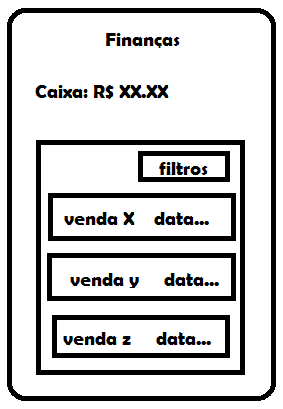 Finanças
Caixa: R$ XX.XX
filtros
venda X data...
venda y data...
venda z data...